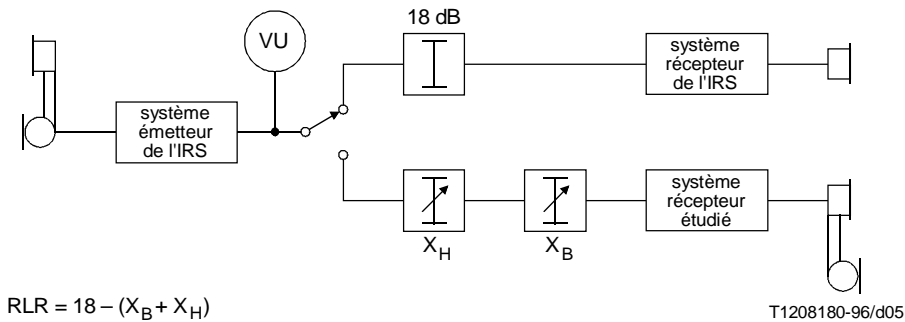 18 dB
VU
système
récepteur
de l'IRS
système
émetteur
de l'IRS
système
récepteur
étudié
X_H
X_B
RLR = 18 – (X_B + X_H)
T1208180-96/d05